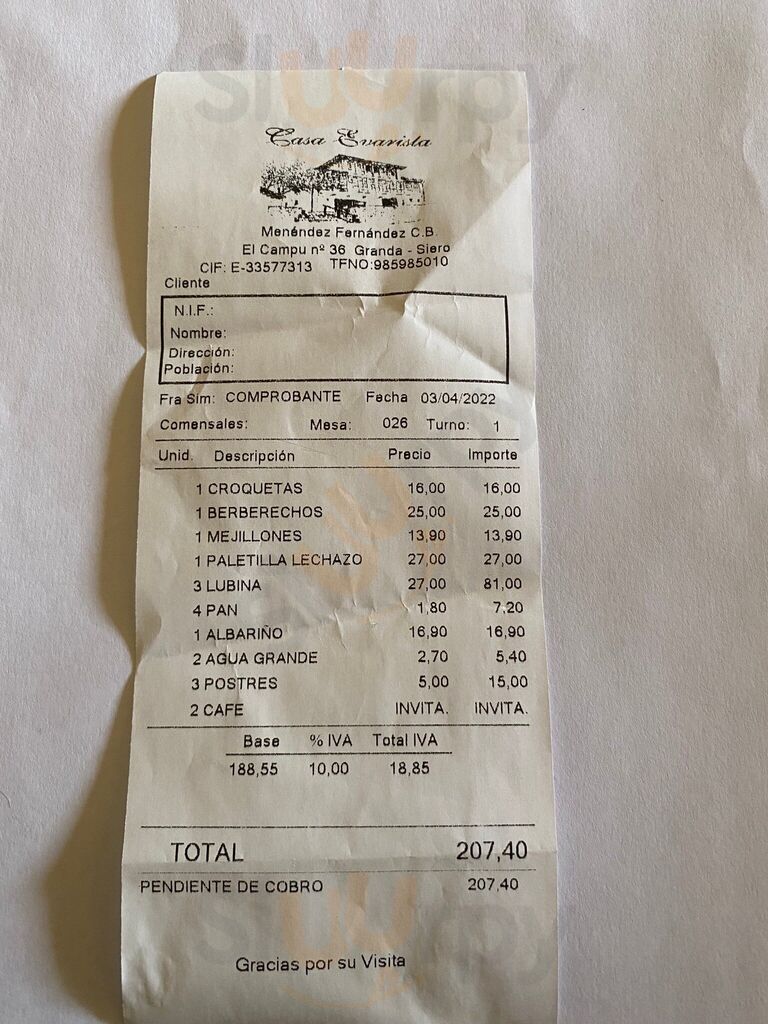 Sluurpy
Casa Evarista
Menéndez Fernández C.B.
El Campu nº 36 Granda - Siero
CIF: E-33577313 TFNO:985985010
Cliente
N.I.F.:
Nombre:
Dirección:
Población:
Fra Sim: COMPROBANTE Fecha 03/04/2022
Comensales: Mesa: 026 Turno: 1
Unid. Descripción Precio Importe
1 CROQUETAS 16,00 16,00
1 BERBERECHOS 25,00 25,00
1 MEJILLONES 13,90 13,90
1 PALETILLA LECHAZO 27,00 27,00
3 LUBINA 27,00 81,00
4 PAN 1,80 7,20
1 ALBARIÑO 16,90 16,90
2 AGUA GRANDE 2,70 5,40
3 POSTRES 5,00 15,00
2 CAFE INVITA. INVITA.
Base % IVA Total IVA
188,55 10,00 18,85
TOTAL 207,40
PENDIENTE DE COBRO 207,40
Gracias por su Visita
Sluurpy